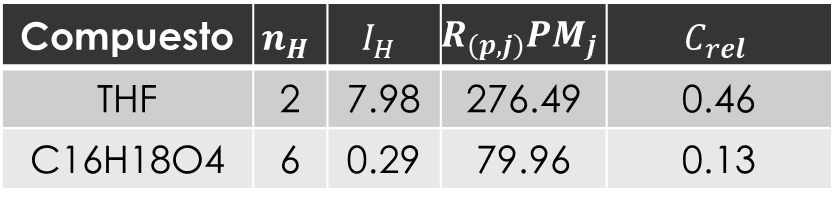 Compuesto n_H I_H R_(p,j)PM_j C_rel
THF 2 7.98 276.49 0.46
C16H18O4 6 0.29 79.96 0.13